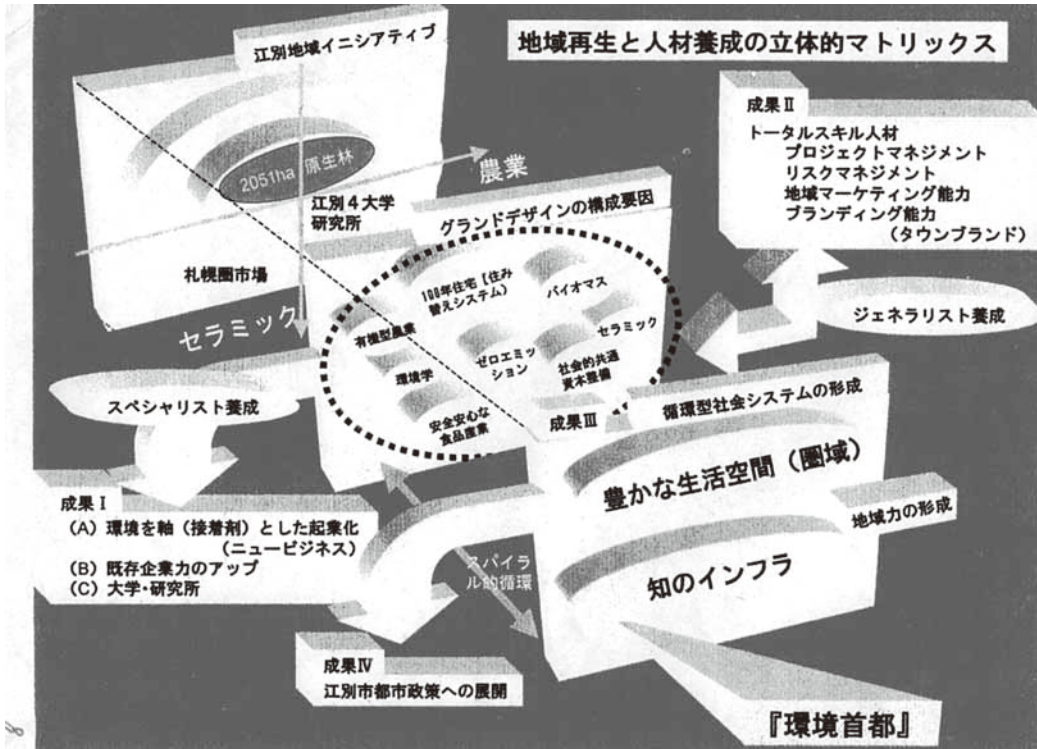 地域再生と人材養成の立体的マトリックス
江別地域イニシアティブ
2051ha 原生林
農業
江別4大学
研究所
札幌圏市場
セラミック
グランドデザインの構成要因
100年住宅【住み
替えシステム）
バイオマス
有機型農業
セラミック
環境学
ゼロエミッ
ション
社会的共通
資本整備
安全安心な
食品産業
成果Ⅱ
トータルスキル人材
プロジェクトマネジメント
リスクマネジメント
地域マーケティング能力
ブランディング能力
（タウンブランド）
ジェネラリスト養成
スペシャリスト養成
成果Ⅰ
（A）環境を軸（接着剤）とした起業化
（ニュービジネス）
（B）既存企業力のアップ
（C）大学・研究所
成果Ⅲ
循環型社会システムの形成
豊かな生活空間（圏域）
知のインフラ
地域力の形成
スパイラ
ル的循環
成果Ⅳ
江別市都市政策への展開
『環境首都』
8